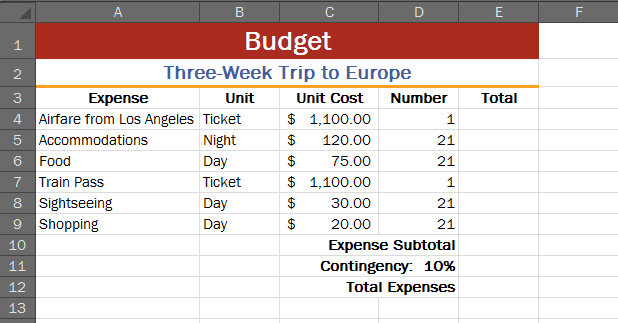 A B C D E F
1 Budget
2 Three-Week Trip to Europe
3 Expense Unit Unit Cost Number Total
4 Airfare from Los Angeles Ticket $ 1,100.00 1
5 Accommodations Night $ 120.00 21
6 Food Day $ 75.00 21
7 Train Pass Ticket $ 1,100.00 1
8 Sightseeing Day $ 30.00 21
9 Shopping Day $ 20.00 21
10 Expense Subtotal
11 Contingency: 10%
12 Total Expenses
13